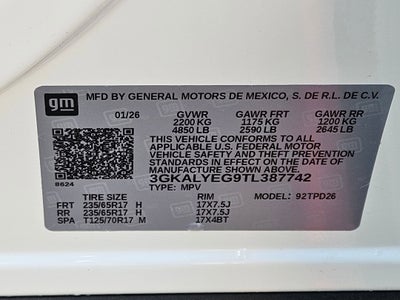 gm MFD BY GENERAL MOTORS DE MEXICO, S. DE R.L. DE C.V.
01/26 GVWR GAWR FRT GAWR RR
2200 KG 1175 KG 1200 KG
4850 LB 2590 LB 2645 LB
THIS VEHICLE CONFORMS TO ALL
APPLICABLE U.S. FEDERAL MOTOR
VEHICLE SAFETY AND THEFT PREVENTION
STANDARDS IN EFFECT ON THE DATE OF
MANUFACTURE SHOWN ABOVE.
8624 3GKALYEG9TL387742
TYPE: MPV
TIRE SIZE RIM MODEL: 92TPD26
FRT 235/65R17 H 17X7.5J
RR 235/65R17 H 17X7.5J
SPA T125/70R17 M 17X4BT